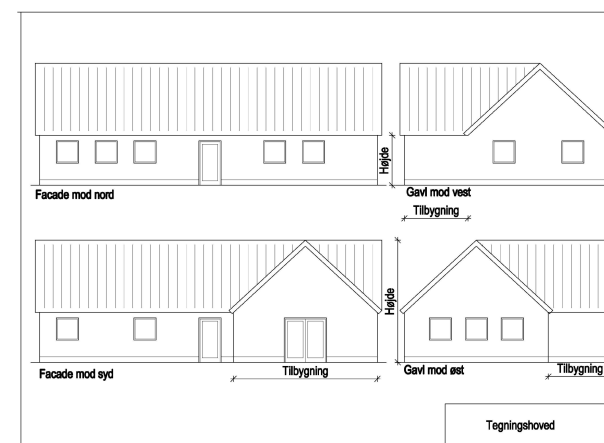 Højde
Facade mod nord
Gavl mod vest
Tilbygning
Højde
Facade mod syd
Tilbygning
Gavl mod øst
Tilbygning
Tegningshoved